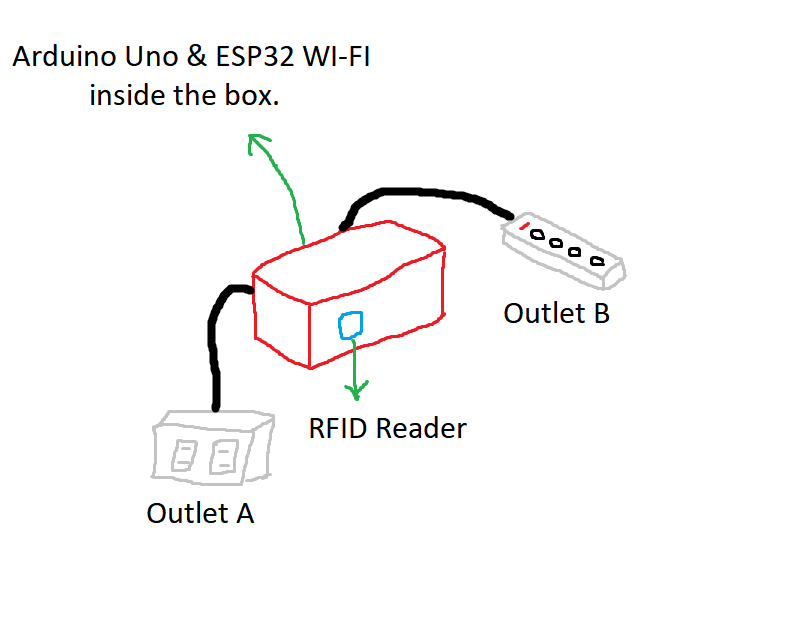 Arduino Uno & ESP32 WI-FI
inside the box.
Outlet B
RFID Reader
Outlet A